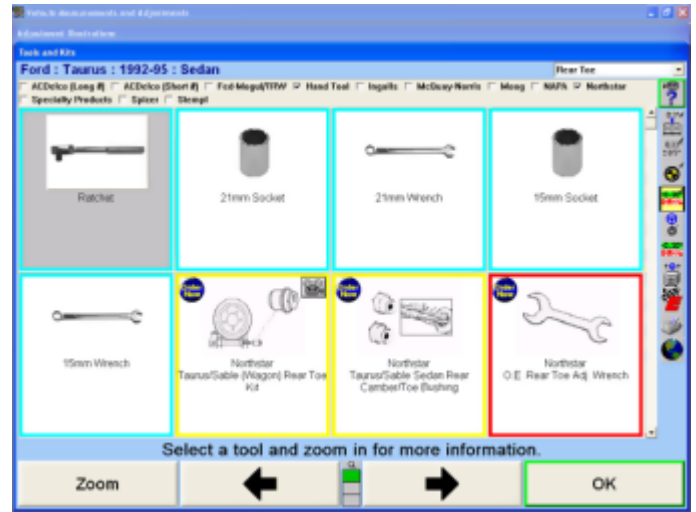 Vehicle Measurements and Adjustments
Adjustment Illustrations
Tools and Kits
Ford : Taurus : 1992-95 : Sedan
Rear Toe
ACDelco (Long #) ACDelco (Short #) Fed-Mogul/TRW Hand Tool Ingalls McQuay-Norris Moog NAPA Northstar
Specialty Products Spicer Stempf
Ratchet
21mm Socket
21mm Wrench
15mm Socket
15mm Wrench
Order Now
Northstar
Taurus/Sable (Wagon) Rear Toe
Kit
Order Now
Northstar
Taurus/Sable Sedan Rear
Camber/Toe Bushing
Order Now
Northstar
O.E. Rear Toe Adj. Wrench
Select a tool and zoom in for more information.
Zoom
OK